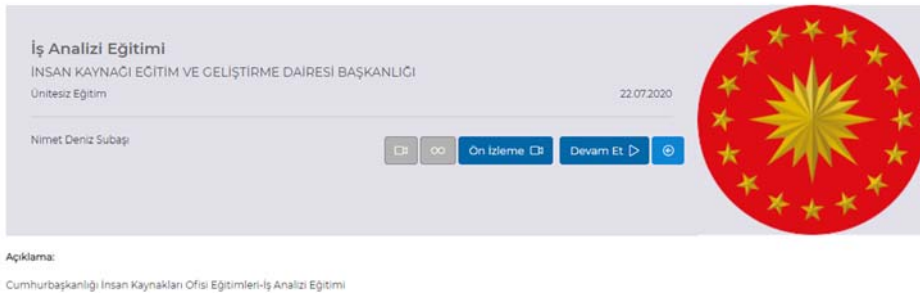 İş Analizi Eğitimi
İNSAN KAYNAĞI EĞİTİM VE GELİŞTİRME DAİRESİ BAŞKANLIĞI
Ünitesiz Eğitim
22.07.2020
Nimet Deniz Subaşı
Ön İzleme
Devam Et
Açıklama:
Cumhurbaşkanlığı İnsan Kaynakları Ofisi Eğitimleri-İş Analizi Eğitimi